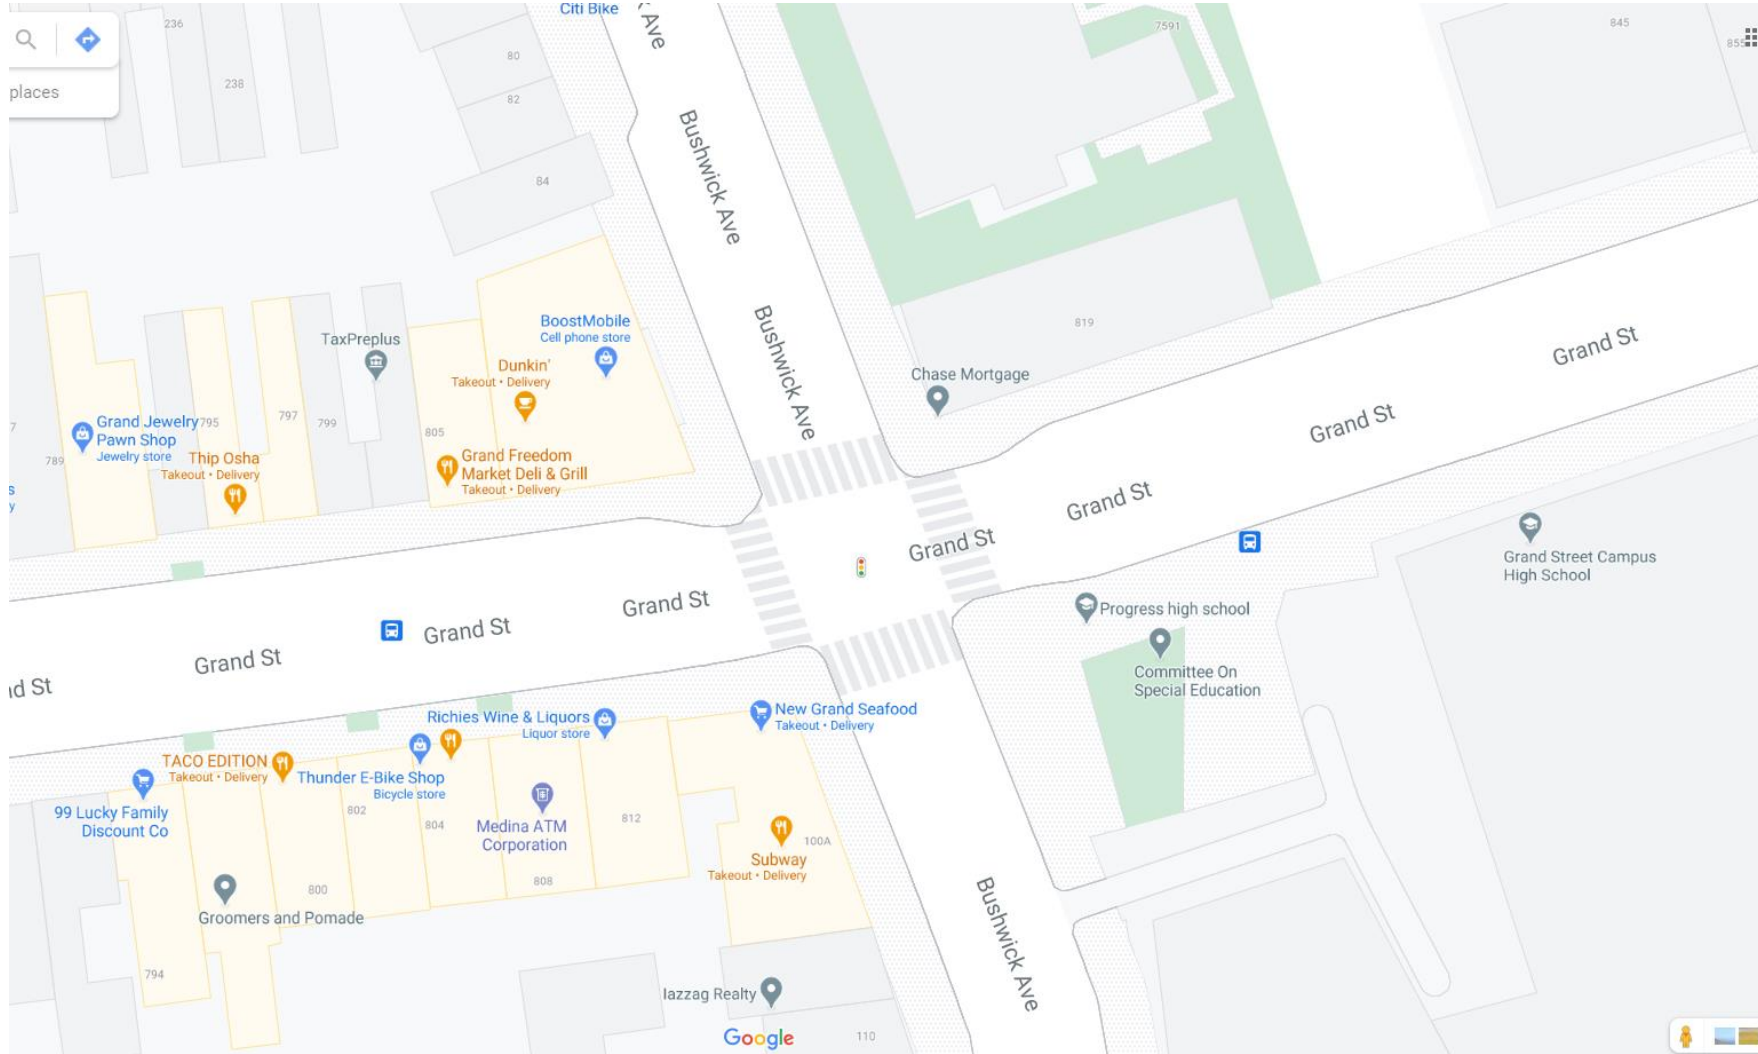 Citi Bike
Ave
236
7591
845
855
80
238
places
82
Bushwick Ave
84
BoostMobile
Cell phone store
819
TaxPreplus
Dunkin'
Takeout • Delivery
Bushwick Ave
Grand St
Chase Mortgage
Grand Jewelry
Pawn Shop
Jewelry store
795
797
799
805
7
789
Grand St
Thip Osha
Takeout • Delivery
Grand Freedom
Market Deli & Grill
Takeout • Delivery
s
y
Grand St
Grand St
Grand Street Campus
High School
Grand St
Grand St
Grand St
nd St
Progress high school
Committee On
Special Education
Richies Wine & Liquors
Liquor store
New Grand Seafood
Takeout • Delivery
TACO EDITION
Takeout • Delivery
Thunder E-Bike Shop
Bicycle store
99 Lucky Family
Discount Co
802
804
Medina ATM
Corporation
812
100A
Subway
Takeout • Delivery
800
808
Groomers and Pomade
Bushwick Ave
794
Iazzag Realty
Google
110